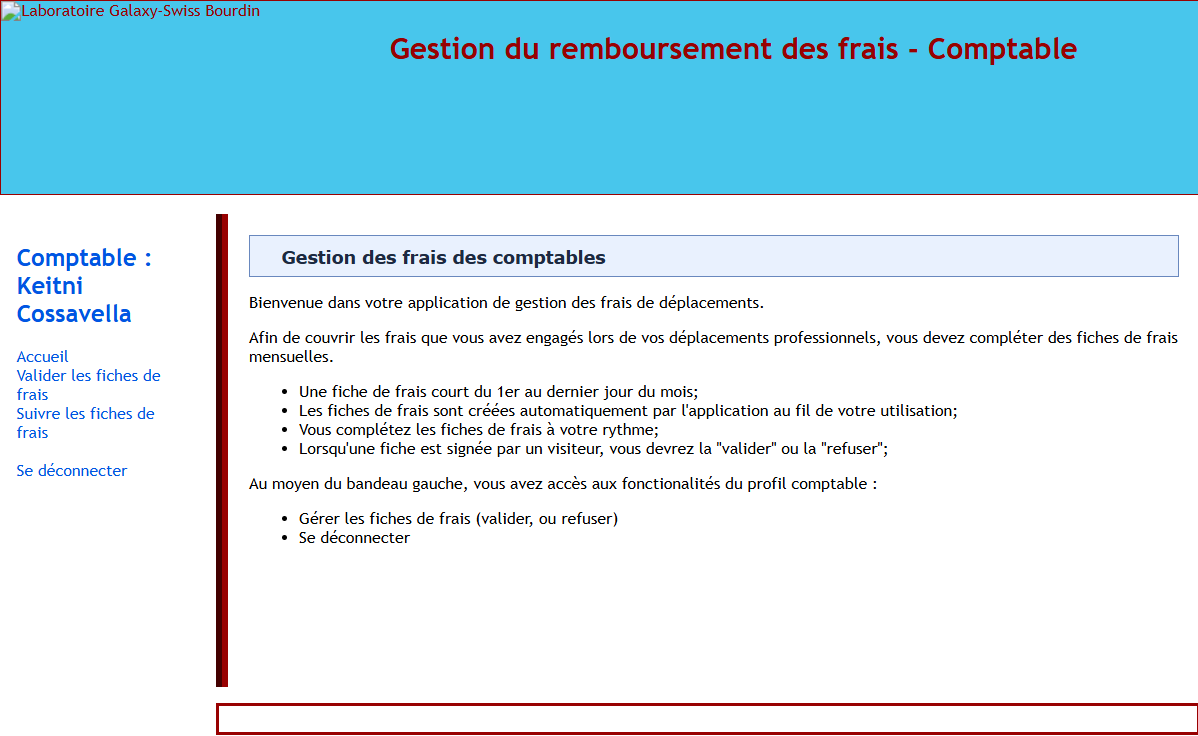 Laboratoire Galaxy-Swiss Bourdin
Gestion du remboursement des frais - Comptable
Comptable :
Keitni
Cossavella
Accueil
Valider les fiches de
frais
Suivre les fiches de
frais
Se déconnecter
Gestion des frais des comptables
Bienvenue dans votre application de gestion des frais de déplacements.
Afin de couvrir les frais que vous avez engagés lors de vos déplacements professionnels, vous devez compléter des fiches de frais
mensuelles.
• Une fiche de frais court du 1er au dernier jour du mois;
• Les fiches de frais sont créées automatiquement par l'application au fil de votre utilisation;
• Vous complétez les fiches de frais à votre rythme;
• Lorsqu'une fiche est signée par un visiteur, vous devrez la "valider" ou la "refuser";
Au moyen du bandeau gauche, vous avez accès aux fonctionalités du profil comptable :
• Gérer les fiches de frais (valider, ou refuser)
• Se déconnecter